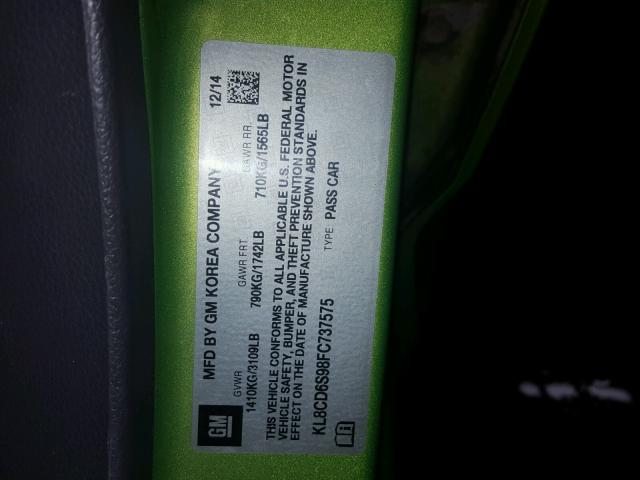 GM
MFD BY GM KOREA COMPANY 12/14
GVWR GAWR FRT GAWR RR
1410KG/3109LB 790KG/1742LB 710KG/1565LB
THIS VEHICLE CONFORMS TO ALL APPLICABLE U.S. FEDERAL MOTOR
VEHICLE SAFETY, BUMPER, AND THEFT PREVENTION STANDARDS IN
EFFECT ON THE DATE OF MANUFACTURE SHOWN ABOVE.
KL8CD6S98FC737575 TYPE: PASS CAR